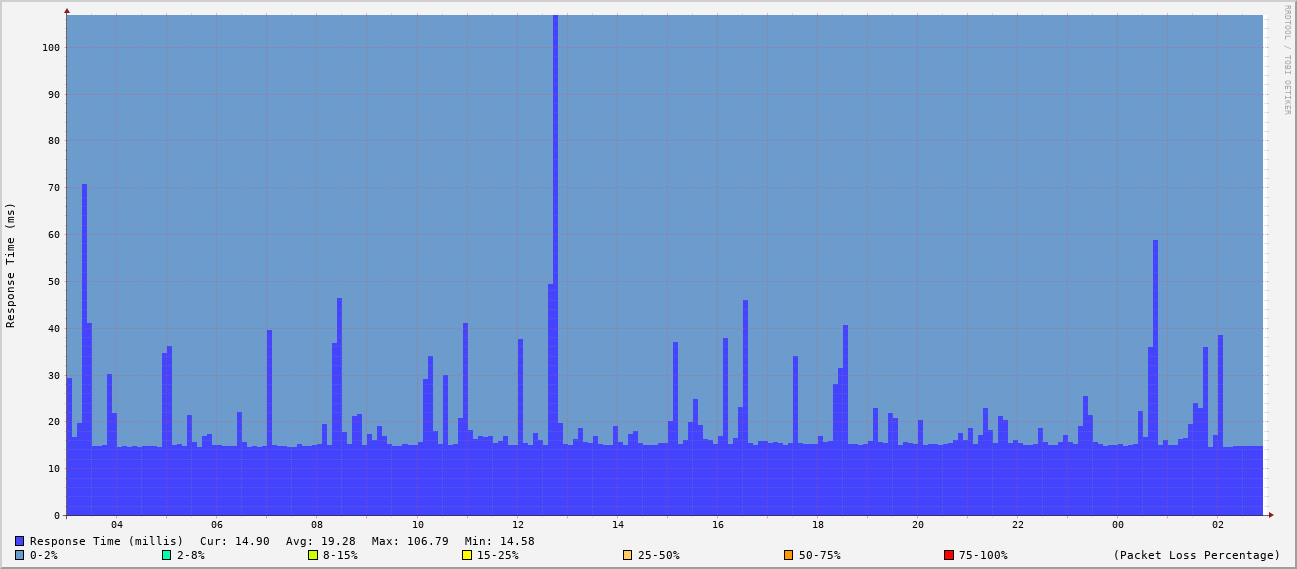 RRDTOOL / TOBI OETIKER
Response Time (ms)
100
90
80
70
60
50
40
30
20
10
0
04 06 08 10 12 14 16 18 20 22 00 02
Response Time (millis) Cur: 14.90 Avg: 19.28 Max: 106.79 Min: 14.58
0-2% 2-8% 8-15% 15-25% 25-50% 50-75% 75-100% (Packet Loss Percentage)